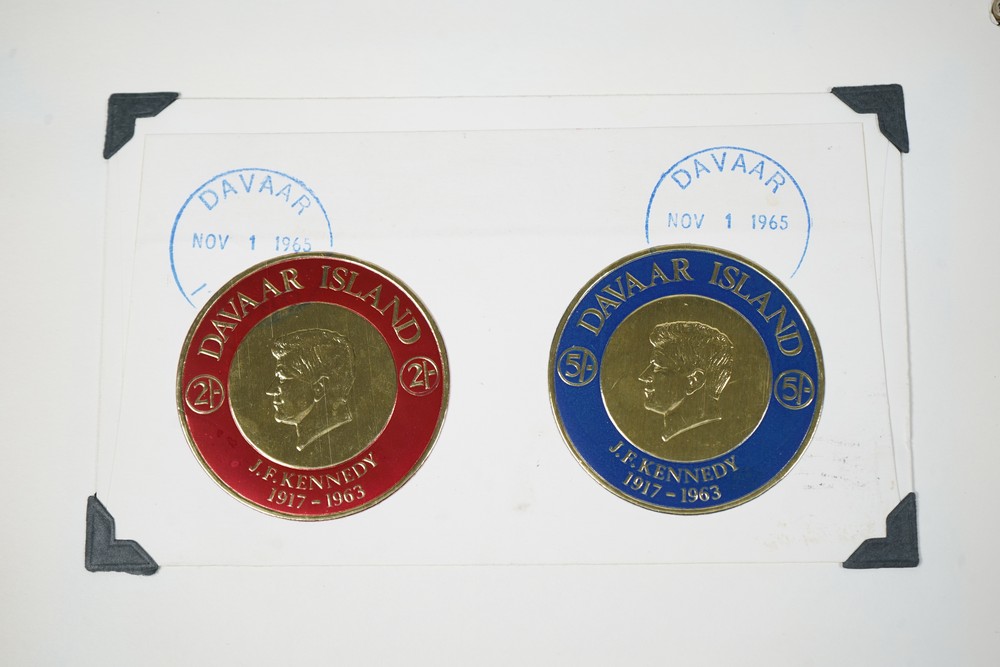 DAVAAR
NOV 1 1965
DAVAAR
NOV 1 1965
DAVAAR ISLAND
2/- 2/-
J.F. KENNEDY
1917 - 1963
DAVAAR ISLAND
5/- 5/-
J.F. KENNEDY
1917 - 1963